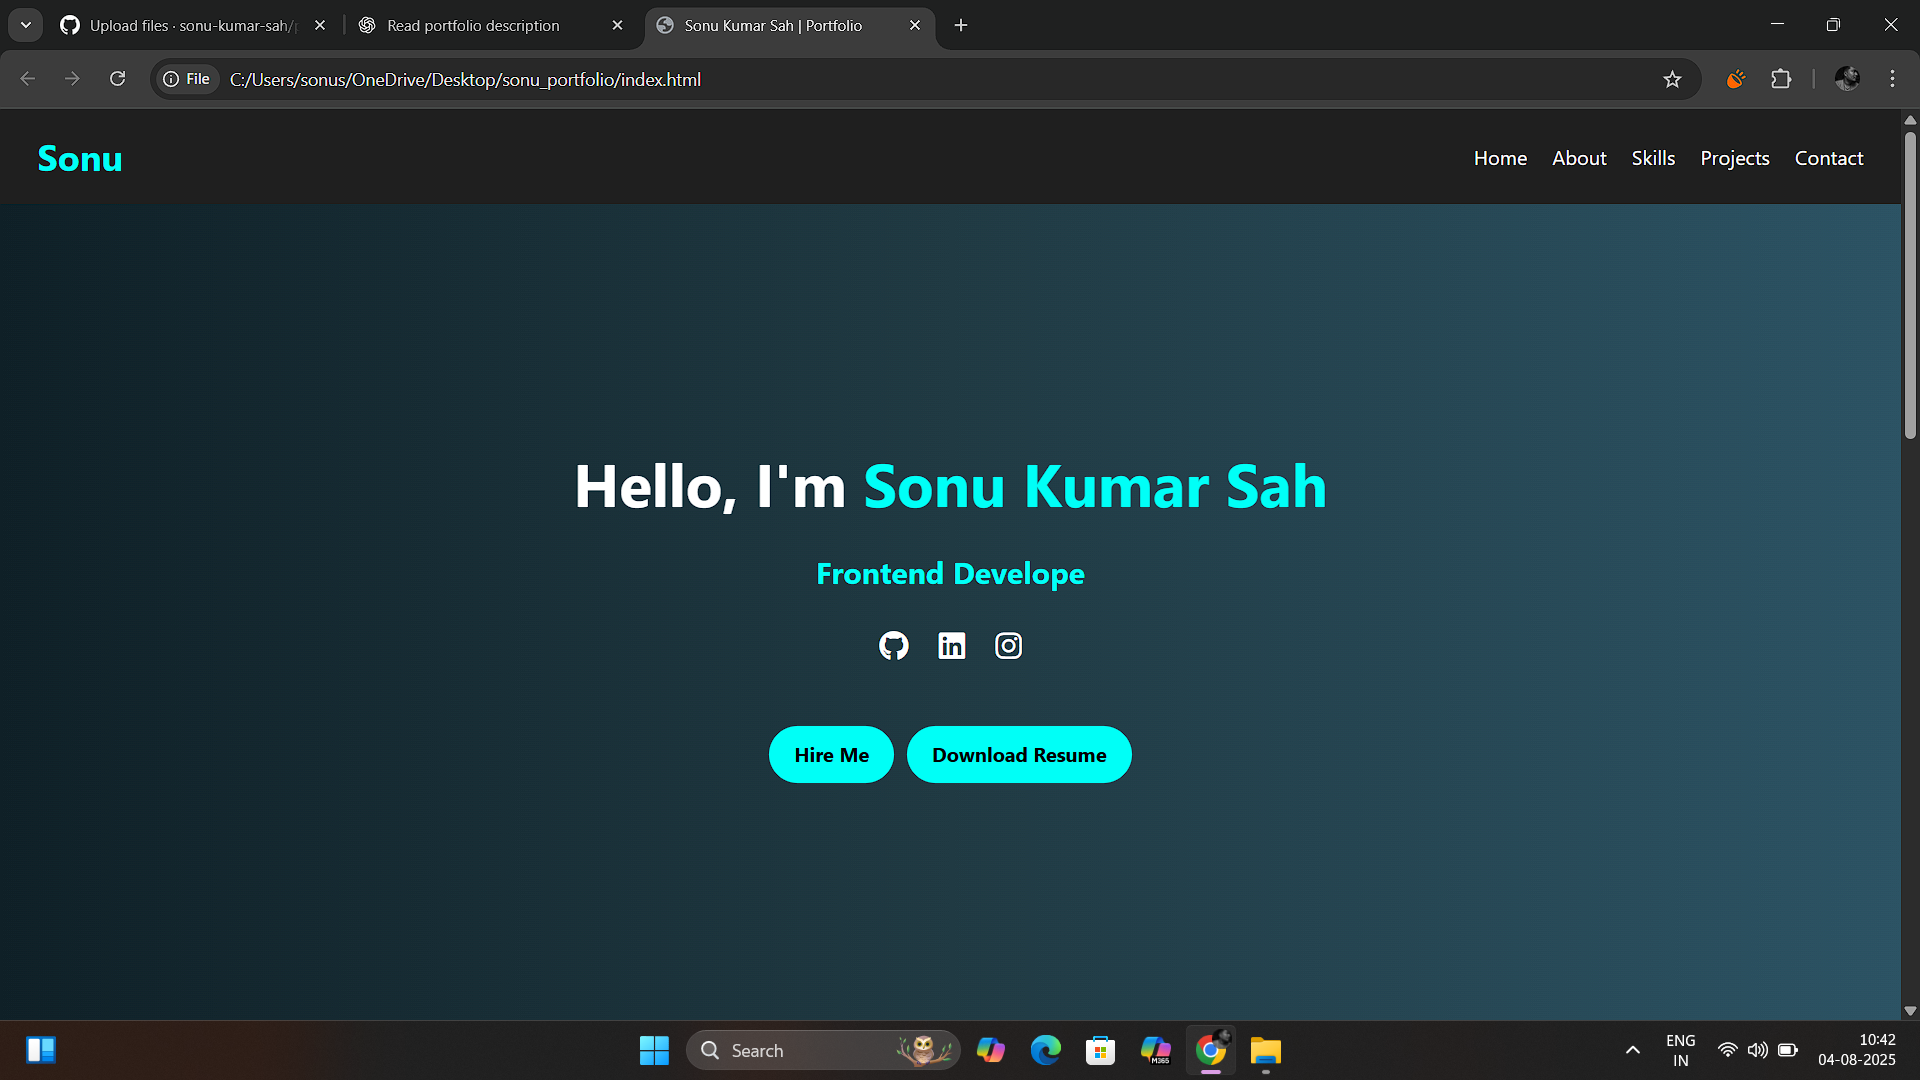 Upload files · sonu-kumar-sah/p
Read portfolio description
Sonu Kumar Sah | Portfolio
File C:/Users/sonus/OneDrive/Desktop/sonu_portfolio/index.html
Sonu
Home About Skills Projects Contact
Hello, I'm Sonu Kumar Sah
Frontend Develope
in
Hire Me Download Resume
Search
M365
ENG
IN
10:42
04-08-2025